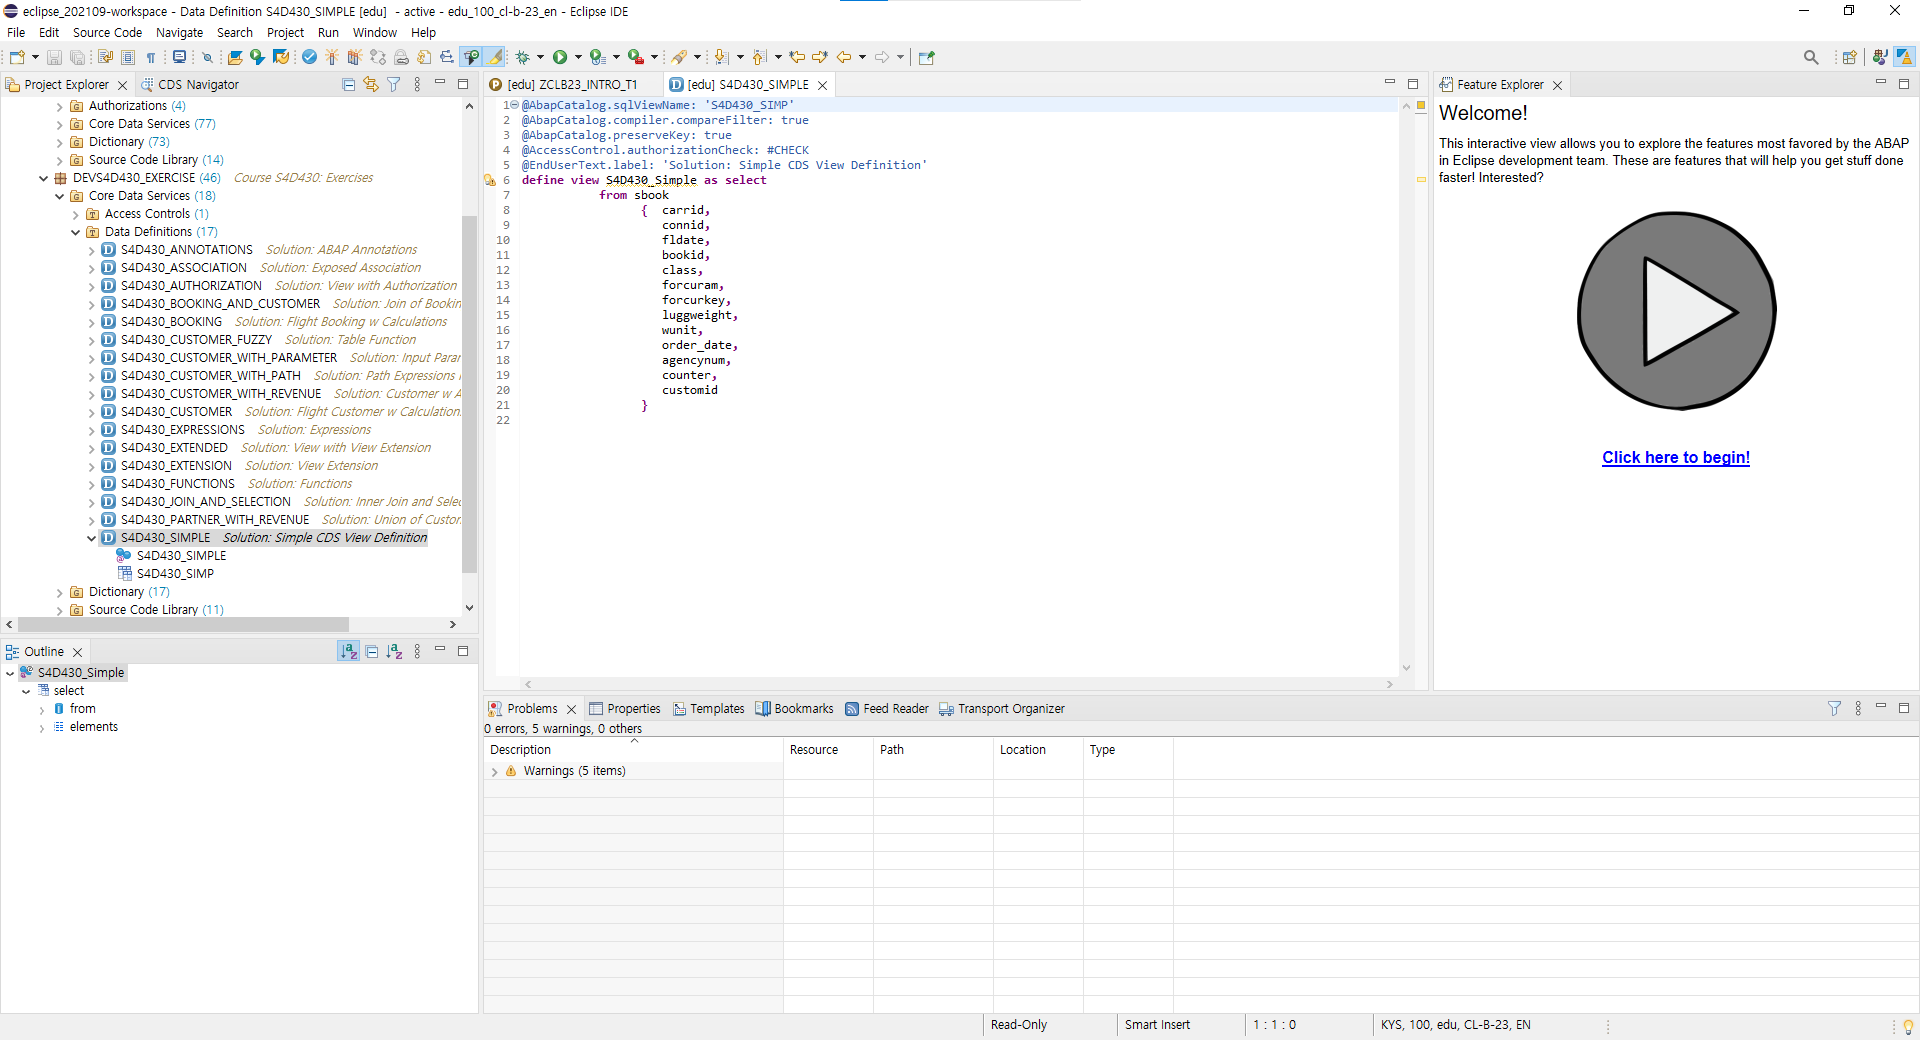 eclipse_202109-workspace - Data Definition S4D430_SIMPLE [edu]  - active - edu_100_cl-b-23_en - Eclipse IDE
File Edit Source Code Navigate Search Project Run Window Help
Project Explorer
CDS Navigator
Authorizations (4)
Core Data Services (77)
Dictionary (73)
Source Code Library (14)
DEVS4D430_EXERCISE (46) Course S4D430: Exercises
Core Data Services (18)
Access Controls (1)
Data Definitions (17)
S4D430_ANNOTATIONS Solution: ABAP Annotations
S4D430_ASSOCIATION Solution: Exposed Association
S4D430_AUTHORIZATION Solution: View with Authorization
S4D430_BOOKING_AND_CUSTOMER Solution: Join of Bookin
S4D430_BOOKING Solution: Flight Booking w Calculations
S4D430_CUSTOMER_FUZZY Solution: Table Function
S4D430_CUSTOMER_WITH_PARAMETER Solution: Input Parar
S4D430_CUSTOMER_WITH_PATH Solution: Path Expressions
S4D430_CUSTOMER_WITH_REVENUE Solution: Customer w A
S4D430_CUSTOMER Solution: Flight Customer w Calculation
S4D430_EXPRESSIONS Solution: Expressions
S4D430_EXTENDED Solution: View with View Extension
S4D430_EXTENSION Solution: View Extension
S4D430_FUNCTIONS Solution: Functions
S4D430_JOIN_AND_SELECTION Solution: Inner Join and Selec
S4D430_PARTNER_WITH_REVENUE Solution: Union of Custor
S4D430_SIMPLE Solution: Simple CDS View Definition
S4D430_SIMPLE
S4D430_SIMP
Dictionary (17)
Source Code Library (11)
Outline
S4D430_Simple
select
from
elements
[edu] ZCLB23_INTRO_T1
[edu] S4D430_SIMPLE
1 @AbapCatalog.sqlViewName: 'S4D430_SIMP'
2 @AbapCatalog.compiler.compareFilter: true
3 @AbapCatalog.preserveKey: true
4 @AccessControl.authorizationCheck: #CHECK
5 @EndUserText.label: 'Solution: Simple CDS View Definition'
6 define view S4D430_Simple as select
7 from sbook
8 { carrid,
9 connid,
10 fldate,
11 bookid,
12 class,
13 forcuram,
14 forcurkey,
15 luggweight,
16 wunit,
17 order_date,
18 agencynum,
19 counter,
20 customid
21 }
22
Feature Explorer
Welcome!
This interactive view allows you to explore the features most favored by the ABAP
in Eclipse development team. These are features that will help you get stuff done
faster! Interested?
Click here to begin!
Problems Properties Templates Bookmarks Feed Reader Transport Organizer
0 errors, 5 warnings, 0 others
Description Resource Path Location Type
Warnings (5 items)
Read-Only Smart Insert 1 : 1 : 0 KYS, 100, edu, CL-B-23, EN